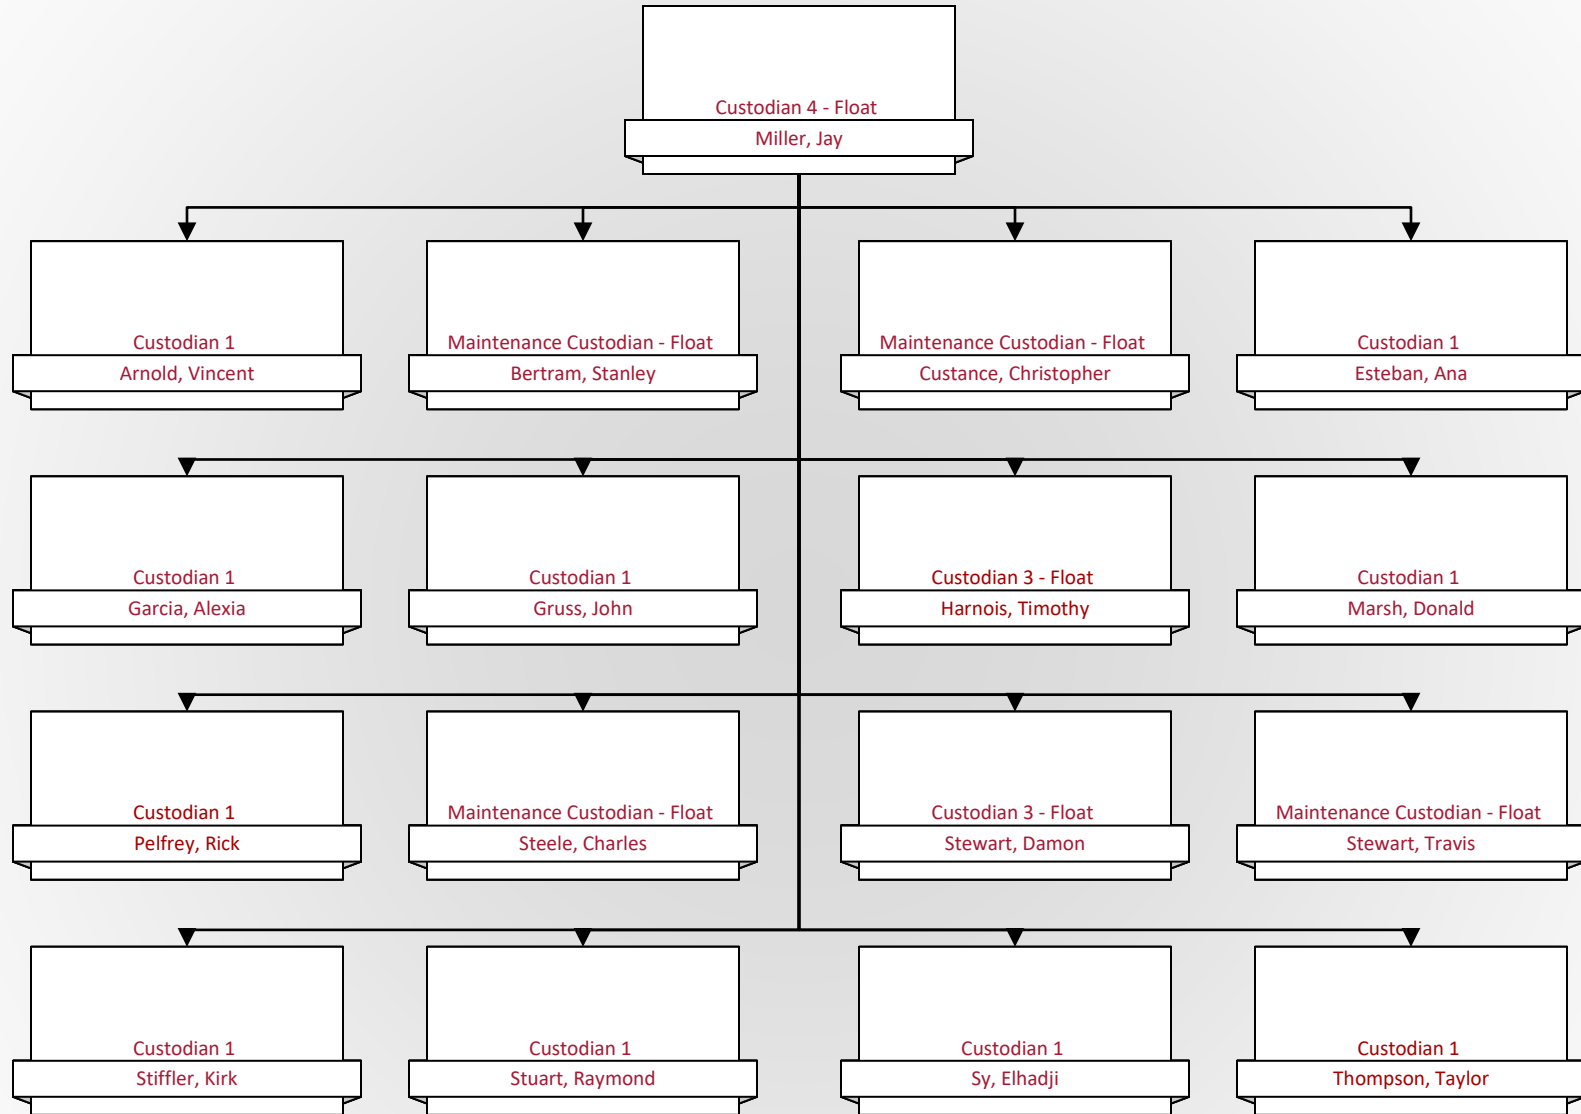 Custodian 4 - Float
Miller, Jay
Custodian 1
Arnold, Vincent
Maintenance Custodian - Float
Bertram, Stanley
Maintenance Custodian - Float
Custance, Christopher
Custodian 1
Esteban, Ana
Custodian 1
Garcia, Alexia
Custodian 1
Gruss, John
Custodian 3 - Float
Harnois, Timothy
Custodian 1
Marsh, Donald
Custodian 1
Pelfrey, Rick
Maintenance Custodian - Float
Steele, Charles
Custodian 3 - Float
Stewart, Damon
Maintenance Custodian - Float
Stewart, Travis
Custodian 1
Stiffler, Kirk
Custodian 1
Stuart, Raymond
Custodian 1
Sy, Elhadji
Custodian 1
Thompson, Taylor